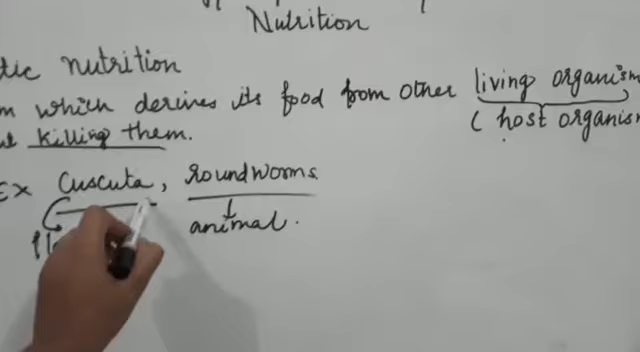 Nutrition
tic nutrition
m which derives its food from other living organism
killing them.
(host organism
Ex Cuscuta, roundworms
animal.